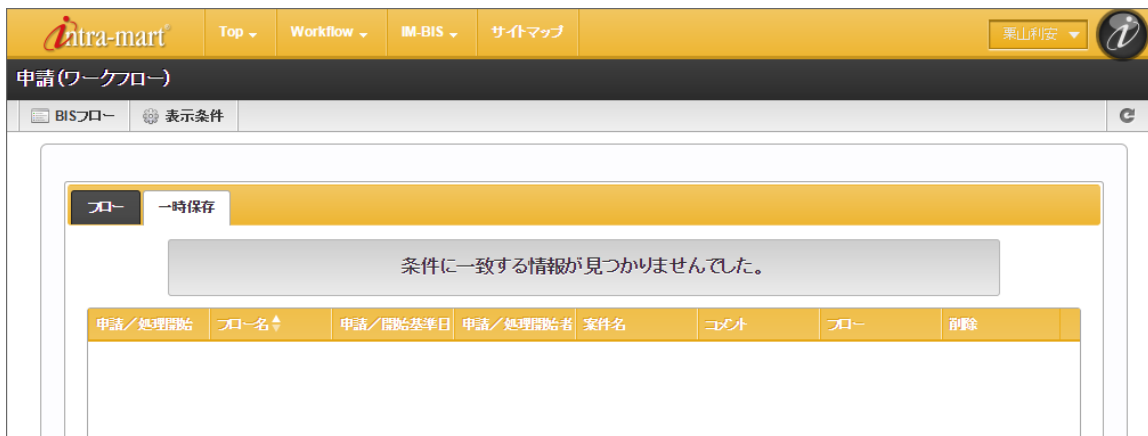 intra-mart® Top Workflow IM-BIS サイトマップ 栗山利安
申請(ワークフロー)
BISフロー 表示条件
フロー 一時保存
条件に一致する情報が見つかりませんでした。
申請／処理開始 フロー名 申請／開始基準日 申請／処理開始者 案件名 コメント フロー 削除